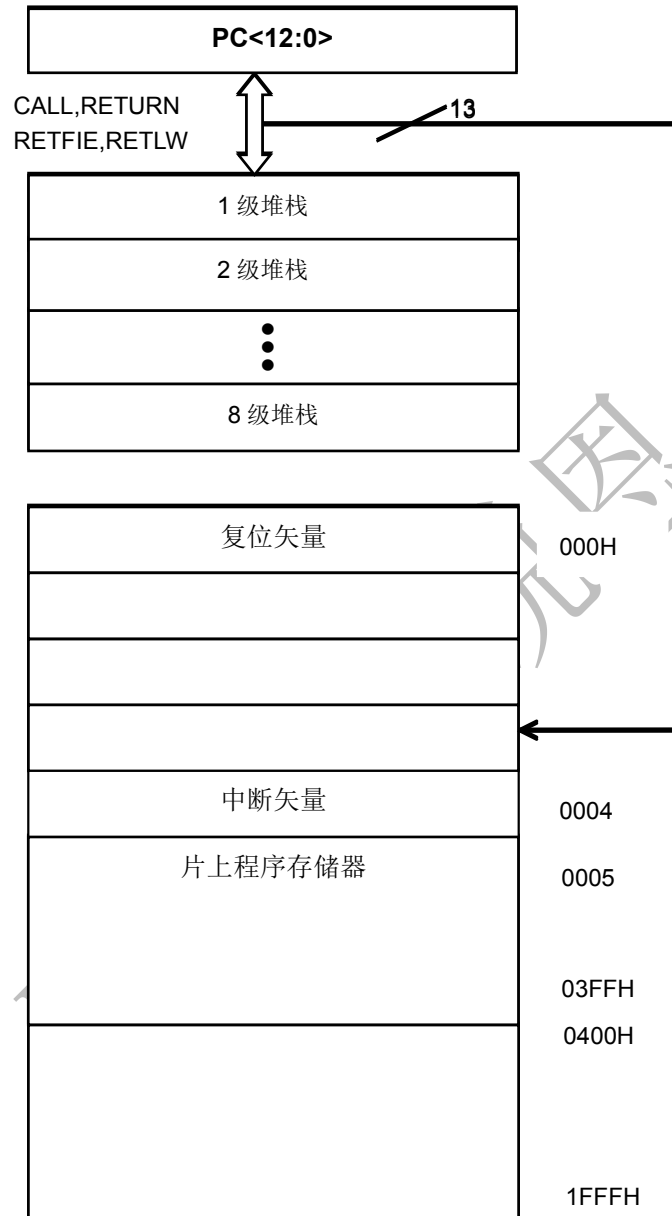 PC<12:0>
CALL,RETURN
RETFIE,RETLW
13
1 级堆栈
2 级堆栈
8 级堆栈
复位矢量
000H
中断矢量
0004
片上程序存储器
0005
03FFH
0400H
1FFFH